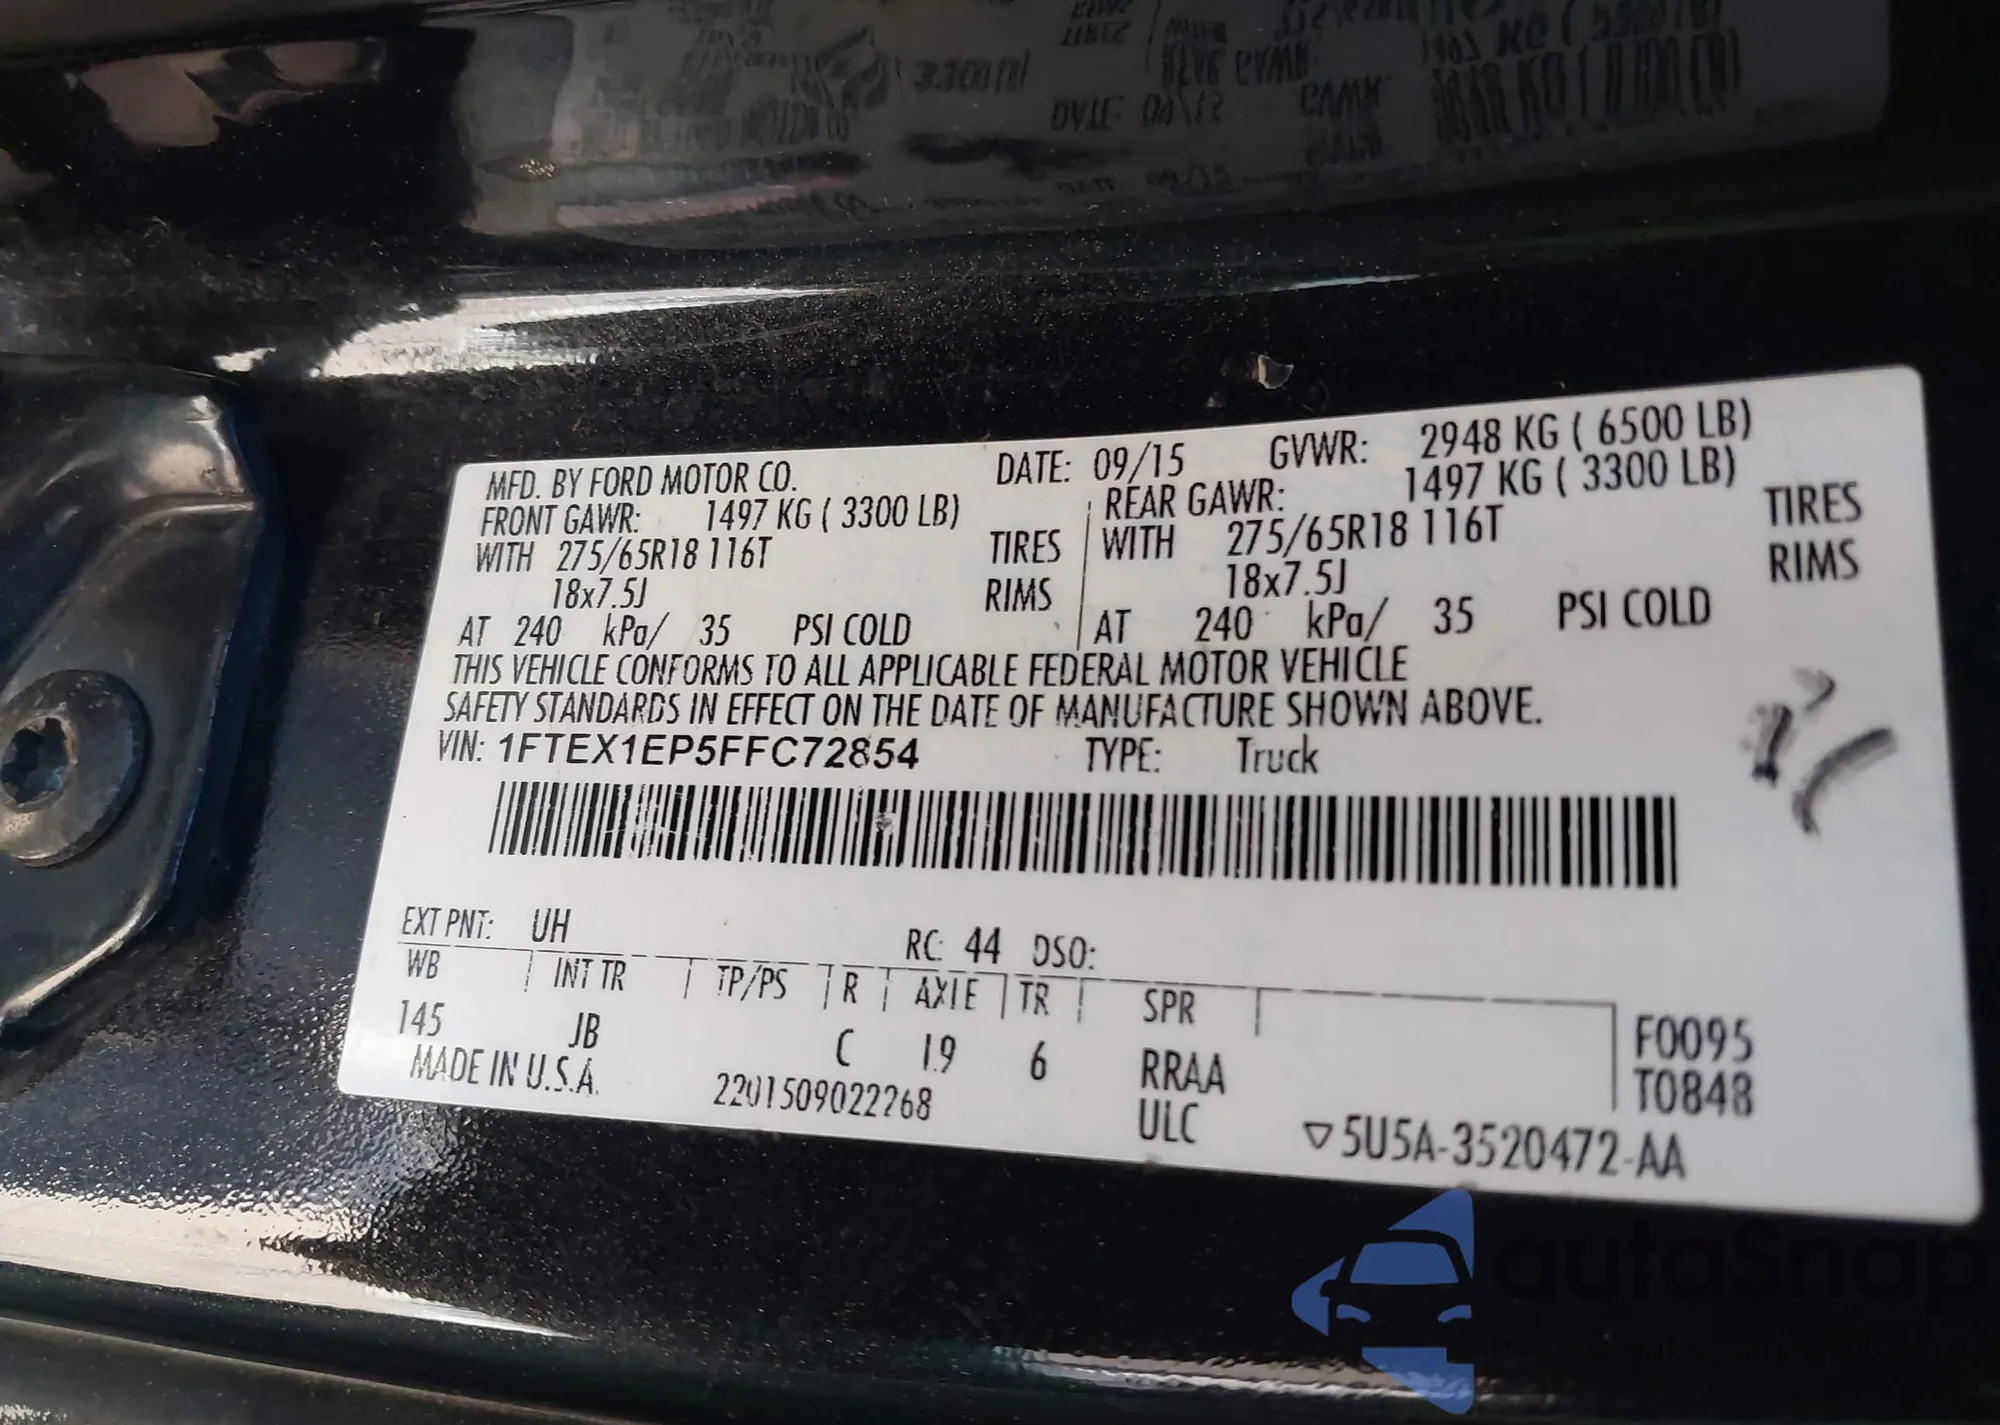 MFD. BY FORD MOTOR CO. DATE: 09/15 GVWR: 2948 KG ( 6500 LB)
FRONT GAWR: 1497 KG ( 3300 LB) REAR GAWR: 1497 KG ( 3300 LB)
WITH 275/65R18 116T TIRES WITH 275/65R18 116T TIRES
18x7.5J RIMS 18x7.5J RIMS
AT 240 kPa/ 35 PSI COLD AT 240 kPa/ 35 PSI COLD
THIS VEHICLE CONFORMS TO ALL APPLICABLE FEDERAL MOTOR VEHICLE
SAFETY STANDARDS IN EFFECT ON THE DATE OF MANUFACTURE SHOWN ABOVE.
VIN: 1FTEX1EP5FFC72854 TYPE: Truck
EXT PNT: UH RC: 44 DSO:
WB INT TR TP/PS R AXLE TR SPR
145 JB C 19 6 RRAA F0095
MADE IN U.S.A. 2201509022268 ULC T0848
▽5U5A-3520472-AA
autoSnap